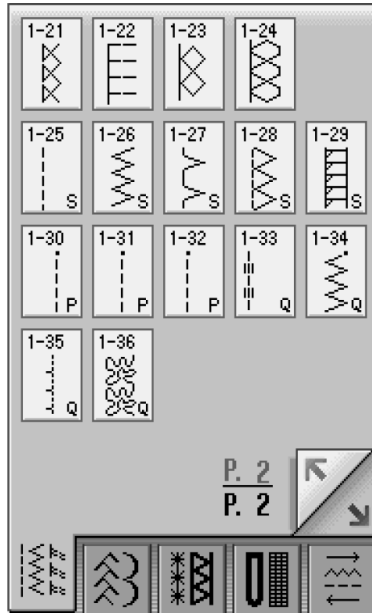 1-21 1-22 1-23 1-24
1-25 1-26 1-27 1-28 1-29
S S S S S
1-30 1-31 1-32 1-33 1-34
P P P Q Q
1-35 1-36
Q Q
P. 2
P. 2